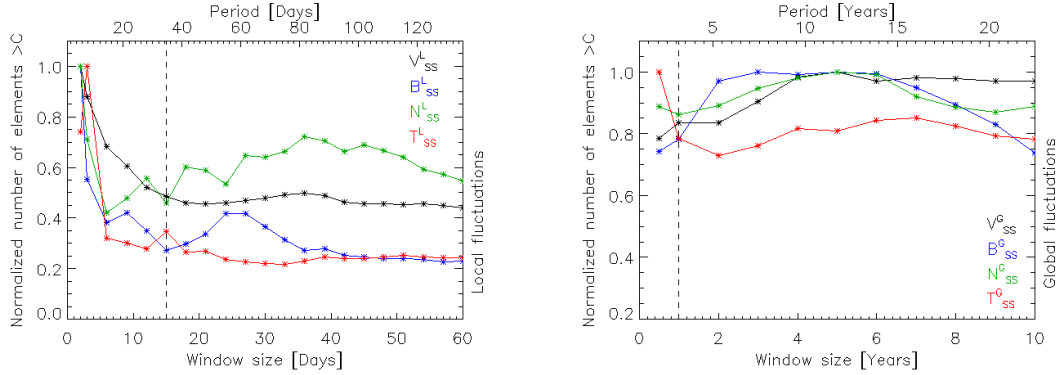 Period [Days]
20 40 60 80 100 120
Normalized number of elements >C
1.0
0.8
0.6
0.4
0.2
0.0
V^L_SS
B^L_SS
N^L_SS
T^L_SS
Local fluctuations
0 10 20 30 40 50 60
Window size [Days]
Period [Years]
5 10 15 20
Normalized number of elements >C
1.0
0.8
0.6
0.4
0.2
V^G_SS
B^G_SS
N^G_SS
T^G_SS
Global fluctuations
0 2 4 6 8 10
Window size [Years]